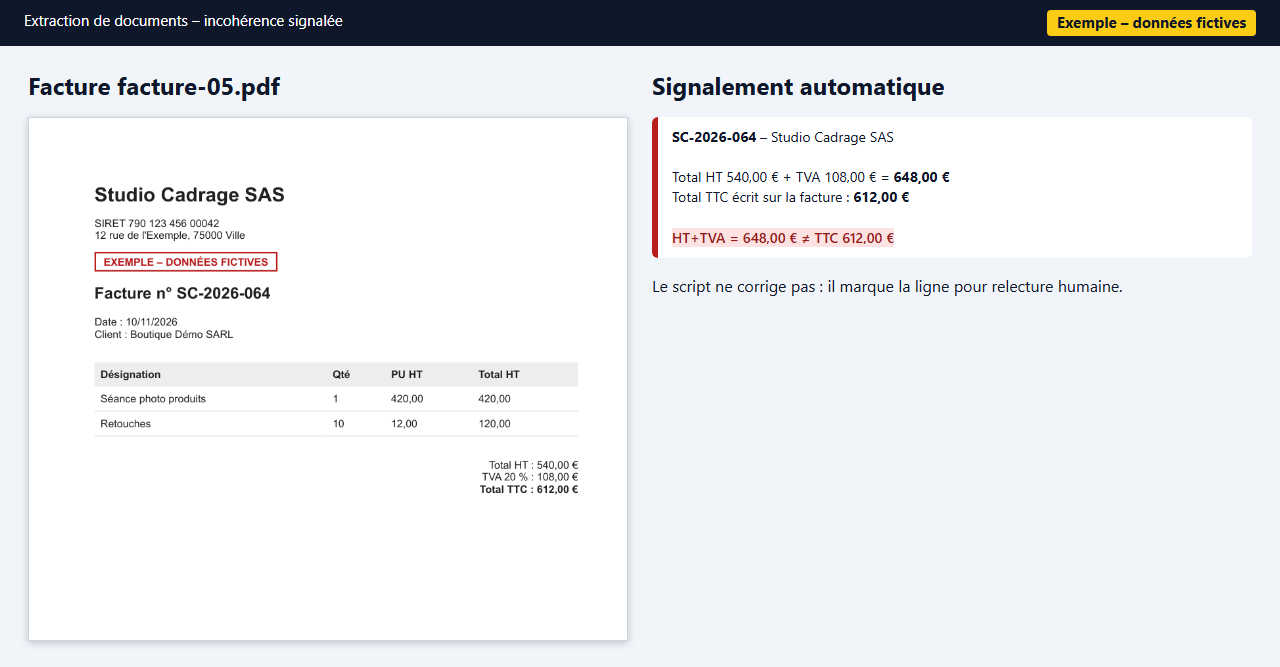 Extraction de documents – incohérence signalée
Exemple – données fictives
Facture facture-05.pdf
Studio Cadrage SAS
SIRET 790 123 456 00042
12 rue de l'Exemple, 75000 Ville
EXEMPLE – DONNÉES FICTIVES
Facture n° SC-2026-064
Date : 10/11/2026
Client : Boutique Démo SARL
Désignation Qté PU HT Total HT
Séance photo produits 1 420,00 420,00
Retouches 10 12,00 120,00
Total HT : 540,00 €
TVA 20 % : 108,00 €
Total TTC : 612,00 €
Signalement automatique
SC-2026-064 – Studio Cadrage SAS
Total HT 540,00 € + TVA 108,00 € = 648,00 €
Total TTC écrit sur la facture : 612,00 €
HT+TVA = 648,00 € ≠ TTC 612,00 €
Le script ne corrige pas : il marque la ligne pour relecture humaine.